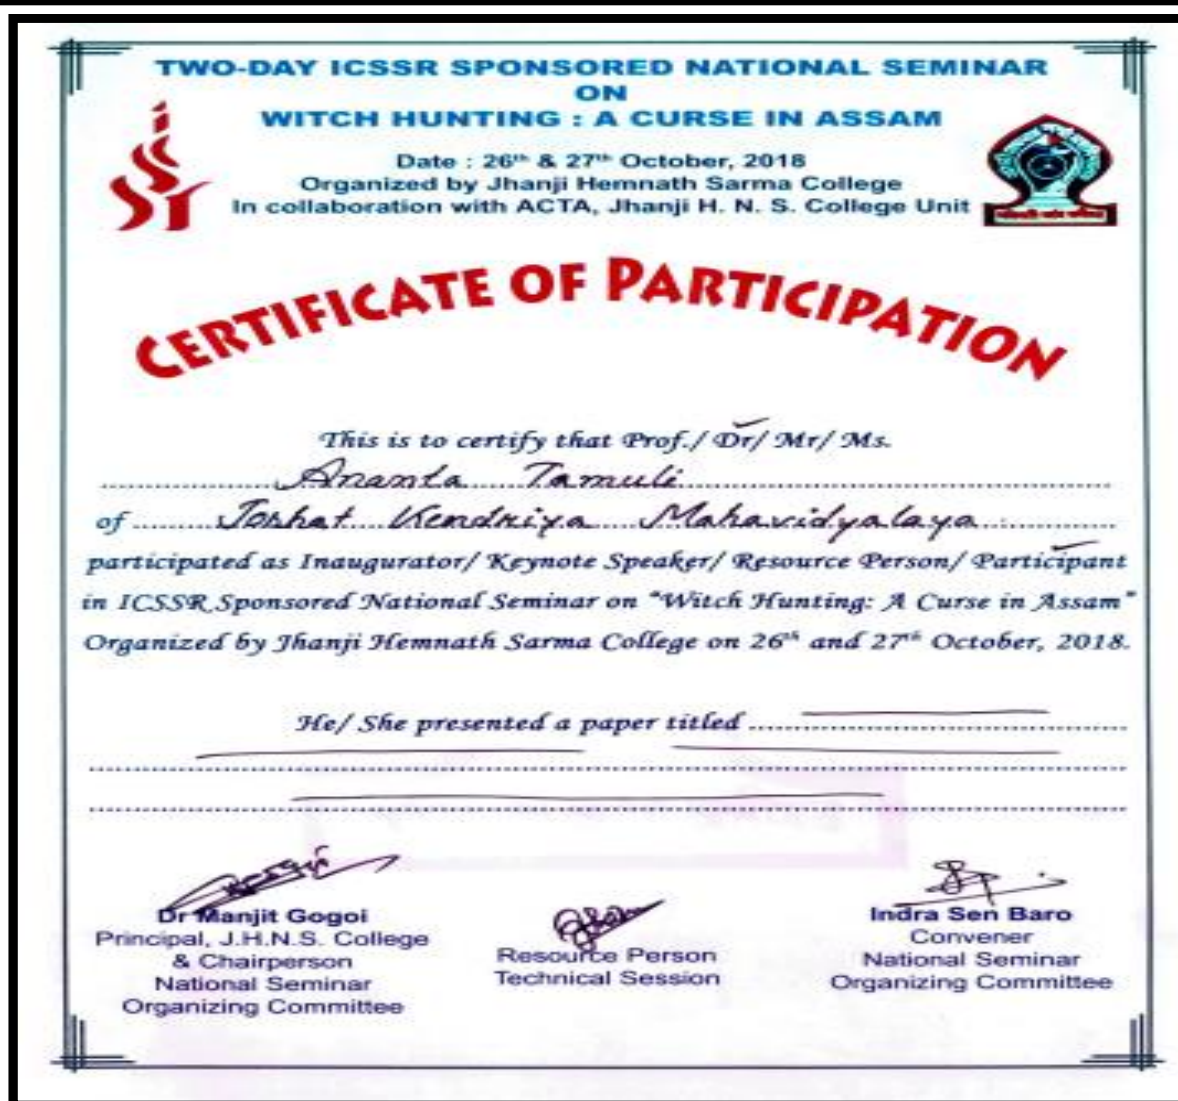 TWO-DAY ICSSR SPONSORED NATIONAL SEMINAR
ON
WITCH HUNTING : A CURSE IN ASSAM
Date : 26th & 27th October, 2018
Organized by Jhanji Hemnath Sarma College
In collaboration with ACTA, Jhanji H. N. S. College Unit
CERTIFICATE OF PARTICIPATION
This is to certify that Prof./ Dr/ Mr/ Ms.
Ananta Tamuli
of Jorhat Kendriya Mahavidyalaya
participated as Inaugurator/ Keynote Speaker/ Resource Person/ Participant
in ICSSR Sponsored National Seminar on "Witch Hunting: A Curse in Assam"
Organized by Jhanji Hemnath Sarma College on 26th and 27th October, 2018.
He/ She presented a paper titled
Dr Manjit Gogoi
Principal, J.H.N.S. College
& Chairperson
National Seminar
Organizing Committee
Resource Person
Technical Session
Indra Sen Baro
Convener
National Seminar
Organizing Committee